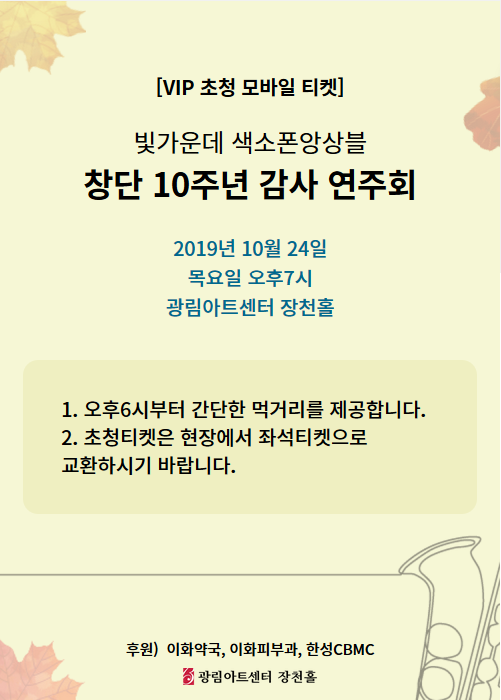 [VIP 초청 모바일 티켓]
빛가운데 색소폰앙상블
창단 10주년 감사 연주회
2019년 10월 24일
목요일 오후7시
광림아트센터 장천홀
1. 오후6시부터 간단한 먹거리를 제공합니다.
2. 초청티켓은 현장에서 좌석티켓으로
교환하시기 바랍니다.
후원) 이화약국, 이화피부과, 한성CBMC
광림아트센터 장천홀